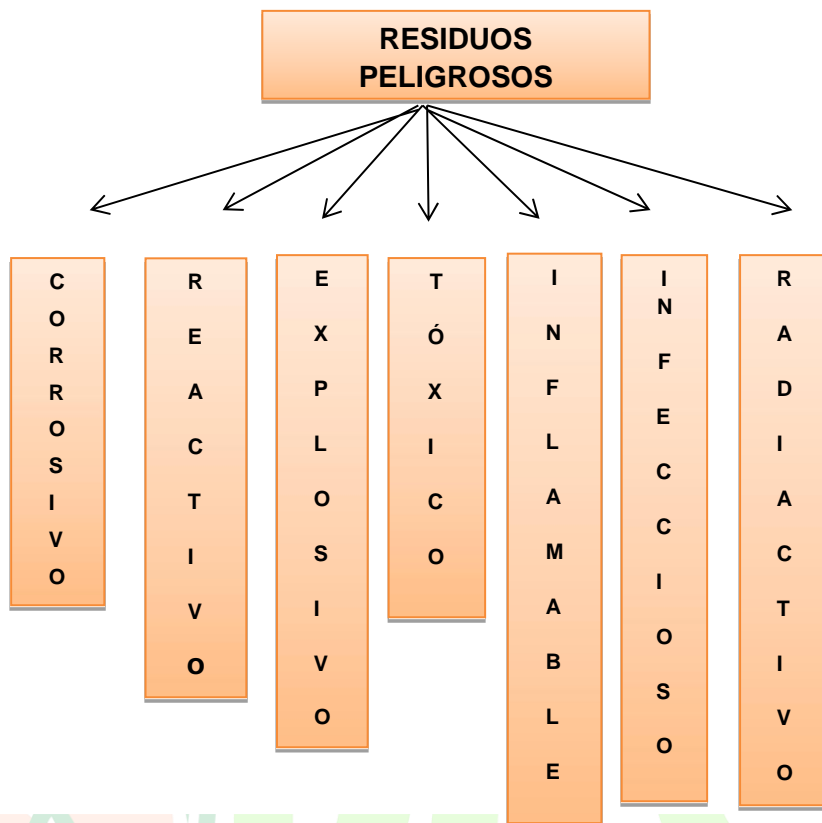 RESIDUOS
PELIGROSOS
CORROSIVO
REACTIVO
EXPLOSIVO
TÓXICO
INFLAMABLE
INFECCIOSO
RADIACTIVO